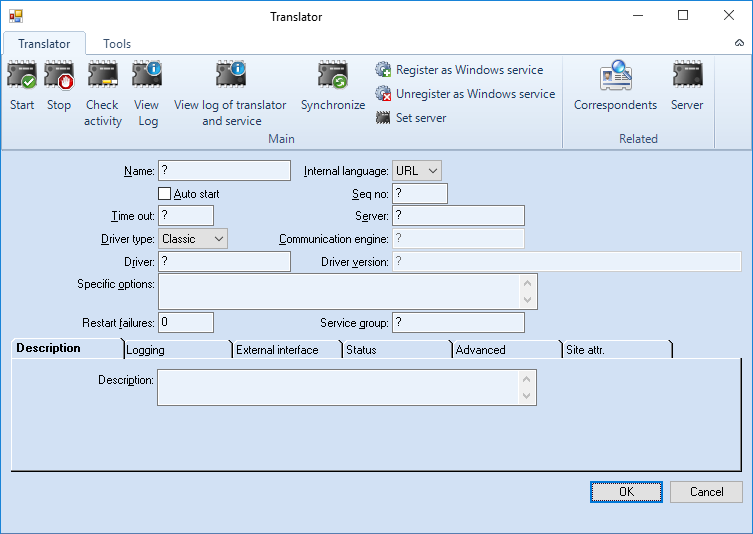 Translator
Translator Tools
Start Stop Check activity View Log View log of translator and service Synchronize
Register as Windows service
Unregister as Windows service
Set server
Correspondents Server
Main Related
Name: ? Internal language: URL
Auto start Seq no: ?
Time out: ? Server: ?
Driver type: Classic Communication engine: ?
Driver: ? Driver version: ?
Specific options:
Restart failures: 0 Service group: ?
Description Logging External interface Status Advanced Site attr.
Description:
OK Cancel